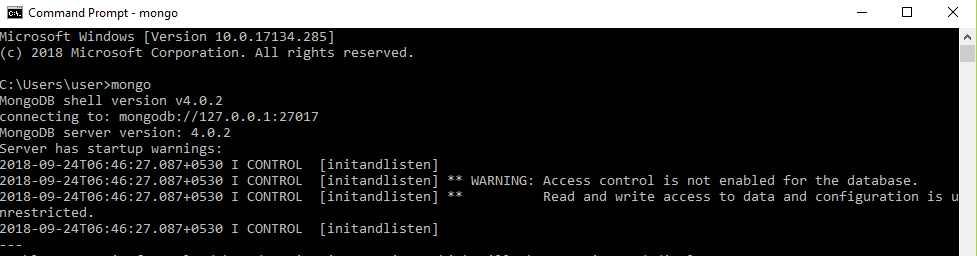 Command Prompt - mongo
Microsoft Windows [Version 10.0.17134.285]
(c) 2018 Microsoft Corporation. All rights reserved.
C:\Users\user>mongo
MongoDB shell version v4.0.2
connecting to: mongodb://127.0.0.1:27017
MongoDB server version: 4.0.2
Server has startup warnings:
2018-09-24T06:46:27.087+0530 I CONTROL  [initandlisten]
2018-09-24T06:46:27.087+0530 I CONTROL  [initandlisten] ** WARNING: Access control is not enabled for the database.
2018-09-24T06:46:27.087+0530 I CONTROL  [initandlisten] **          Read and write access to data and configuration is u
nrestricted.
2018-09-24T06:46:27.087+0530 I CONTROL  [initandlisten]
---